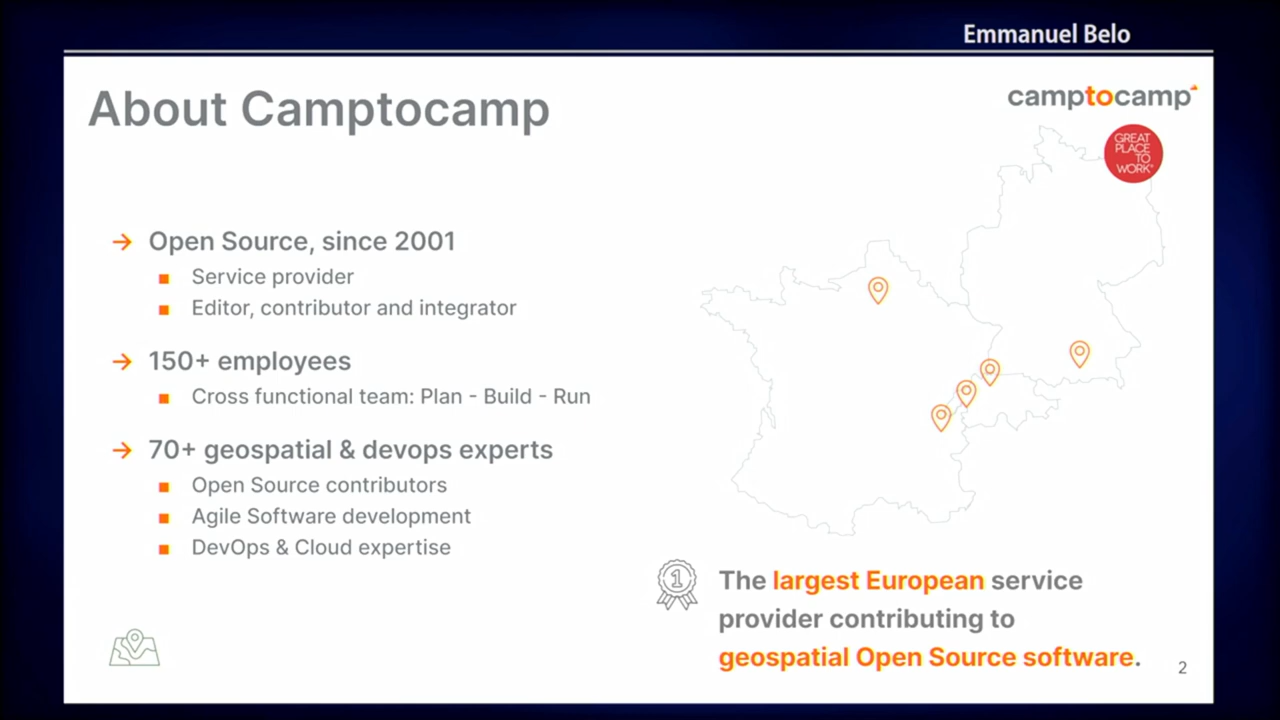 Emmanuel Belo
About Camptocamp
camptocamp
GREAT
PLACE
TO
WORK®
→ Open Source, since 2001
■ Service provider
■ Editor, contributor and integrator
→ 150+ employees
■ Cross functional team: Plan - Build - Run
→ 70+ geospatial & devops experts
■ Open Source contributors
■ Agile Software development
■ DevOps & Cloud expertise
1
The largest European service
provider contributing to
geospatial Open Source software.
2